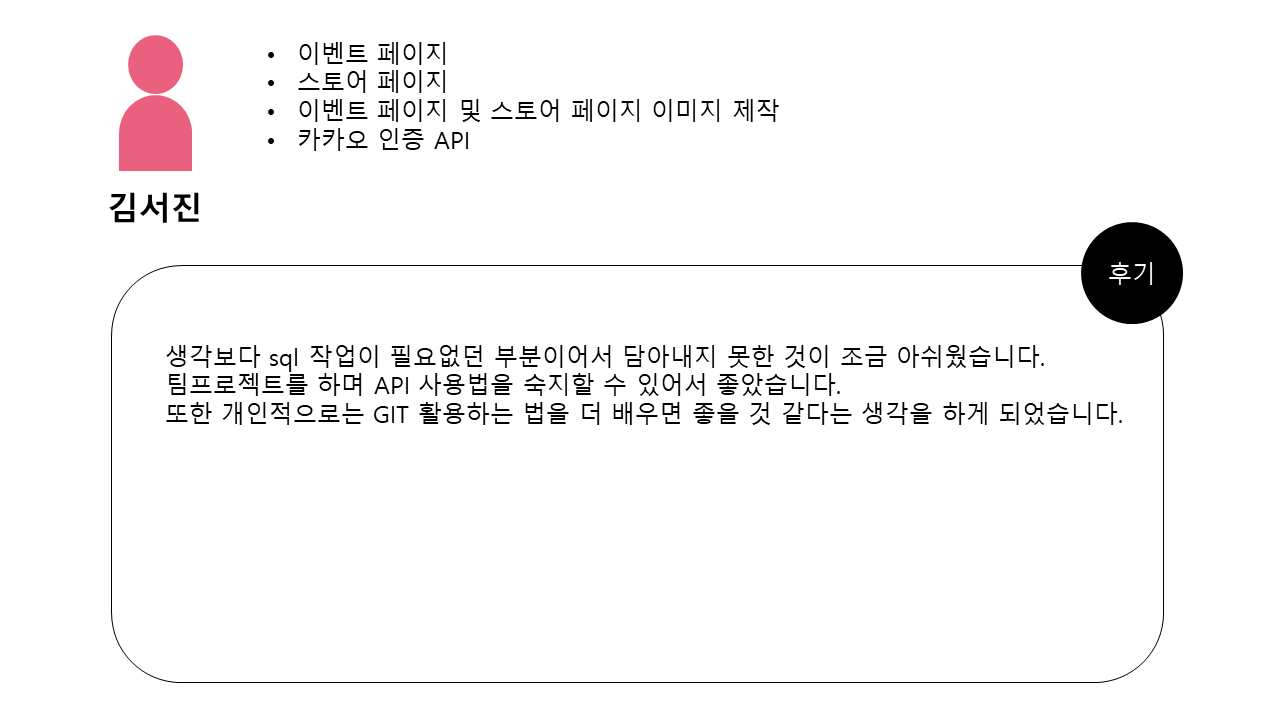 • 이벤트 페이지
• 스토어 페이지
• 이벤트 페이지 및 스토어 페이지 이미지 제작
• 카카오 인증 API
김서진
후기
생각보다 sql 작업이 필요없던 부분이어서 담아내지 못한 것이 조금 아쉬웠습니다.
팀프로젝트를 하며 API 사용법을 숙지할 수 있어서 좋았습니다.
또한 개인적으로는 GIT 활용하는 법을 더 배우면 좋을 것 같다는 생각을 하게 되었습니다.